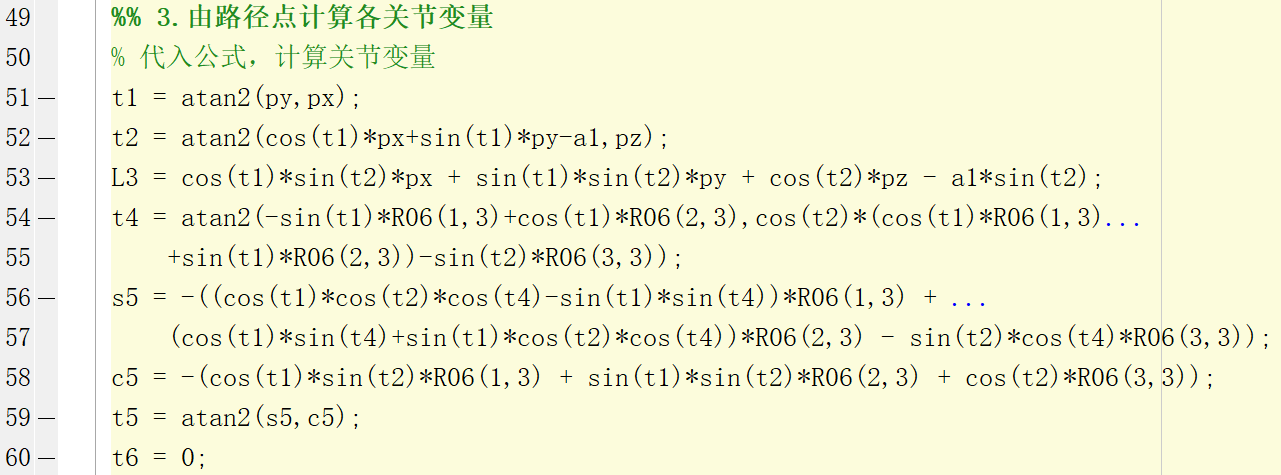 49 %% 3.由路径点计算各关节变量
50 % 代入公式，计算关节变量
51 — t1 = atan2(py,px);
52 — t2 = atan2(cos(t1)*px+sin(t1)*py-a1,pz);
53 — L3 = cos(t1)*sin(t2)*px + sin(t1)*sin(t2)*py + cos(t2)*pz - a1*sin(t2);
54 — t4 = atan2(-sin(t1)*R06(1,3)+cos(t1)*R06(2,3),cos(t2)*(cos(t1)*R06(1,3)...
55 +sin(t1)*R06(2,3))-sin(t2)*R06(3,3));
56 — s5 = -((cos(t1)*cos(t2)*cos(t4)-sin(t1)*sin(t4))*R06(1,3) + ...
57 (cos(t1)*sin(t4)+sin(t1)*cos(t2)*cos(t4))*R06(2,3) - sin(t2)*cos(t4)*R06(3,3));
58 — c5 = -(cos(t1)*sin(t2)*R06(1,3) + sin(t1)*sin(t2)*R06(2,3) + cos(t2)*R06(3,3));
59 — t5 = atan2(s5,c5);
60 — t6 = 0;